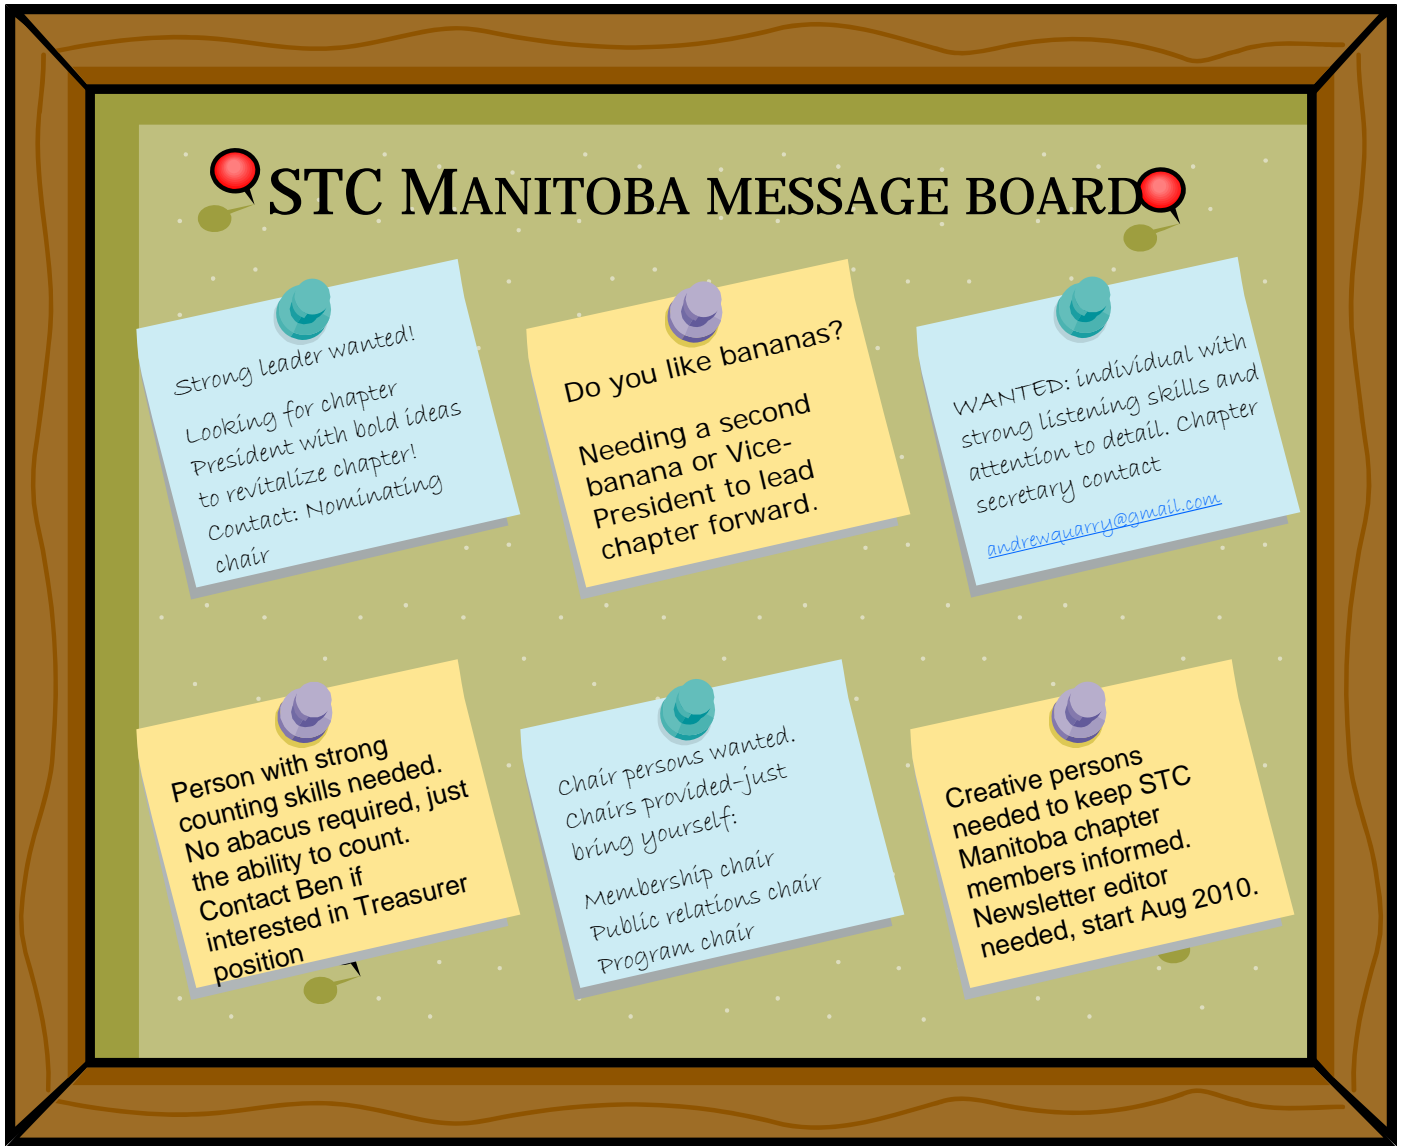 STC MANITOBA MESSAGE BOARD
Strong leader wanted!
Looking for chapter
President with bold ideas
to revitalize chapter!
Contact: Nominating
chair
Do you like bananas?
Needing a second
banana or Vice-
President to lead
chapter forward.
WANTED: individual with
strong listening skills and
attention to detail. Chapter
secretary contact
andrewquarry@gmail.com
Person with strong
counting skills needed.
No abacus required, just
the ability to count.
Contact Ben if
interested in Treasurer
position
Chair persons wanted.
Chairs provided-just
bring yourself:
Membership chair
Public relations chair
Program chair
Creative persons
needed to keep STC
Manitoba chapter
members informed.
Newsletter editor
needed, start Aug 2010.